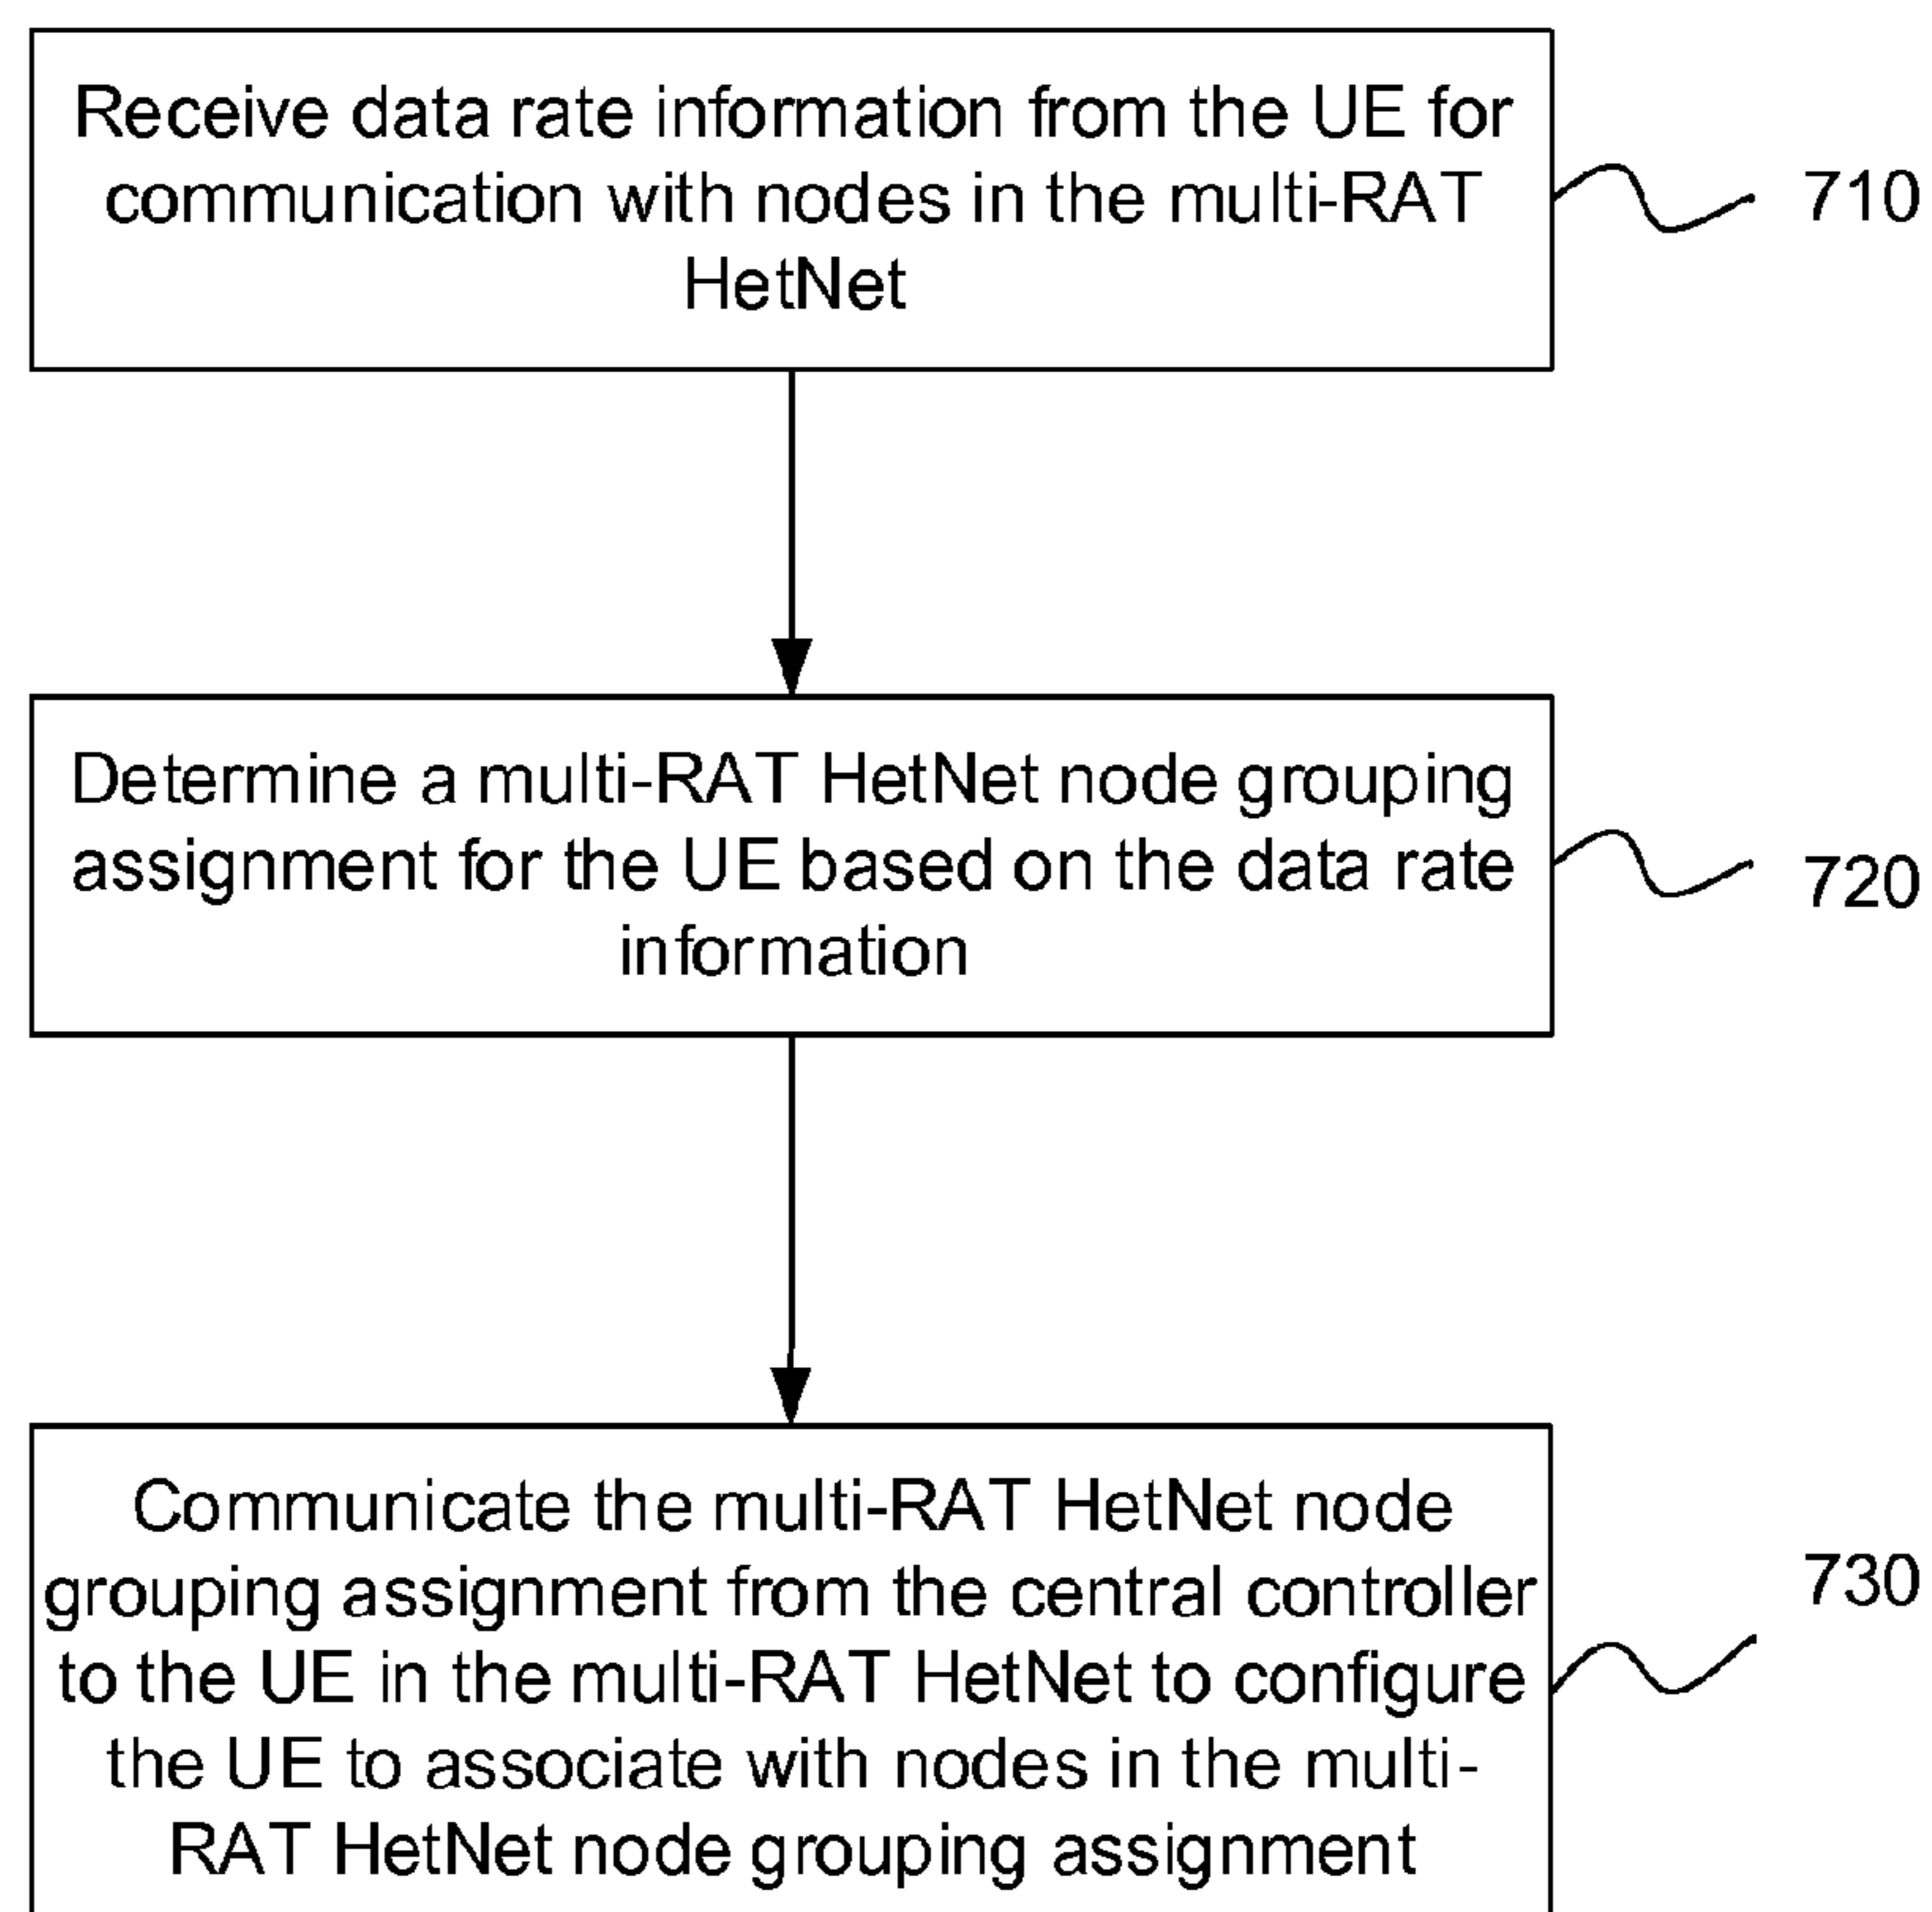 Receive data rate information from the UE for
communication with nodes in the multi-RAT
HetNet
710
Determine a multi-RAT HetNet node grouping
assignment for the UE based on the data rate
information
720
Communicate the multi-RAT HetNet node
grouping assignment from the central controller
to the UE in the multi-RAT HetNet to configure
the UE to associate with nodes in the multi-
RAT HetNet node grouping assignment
730